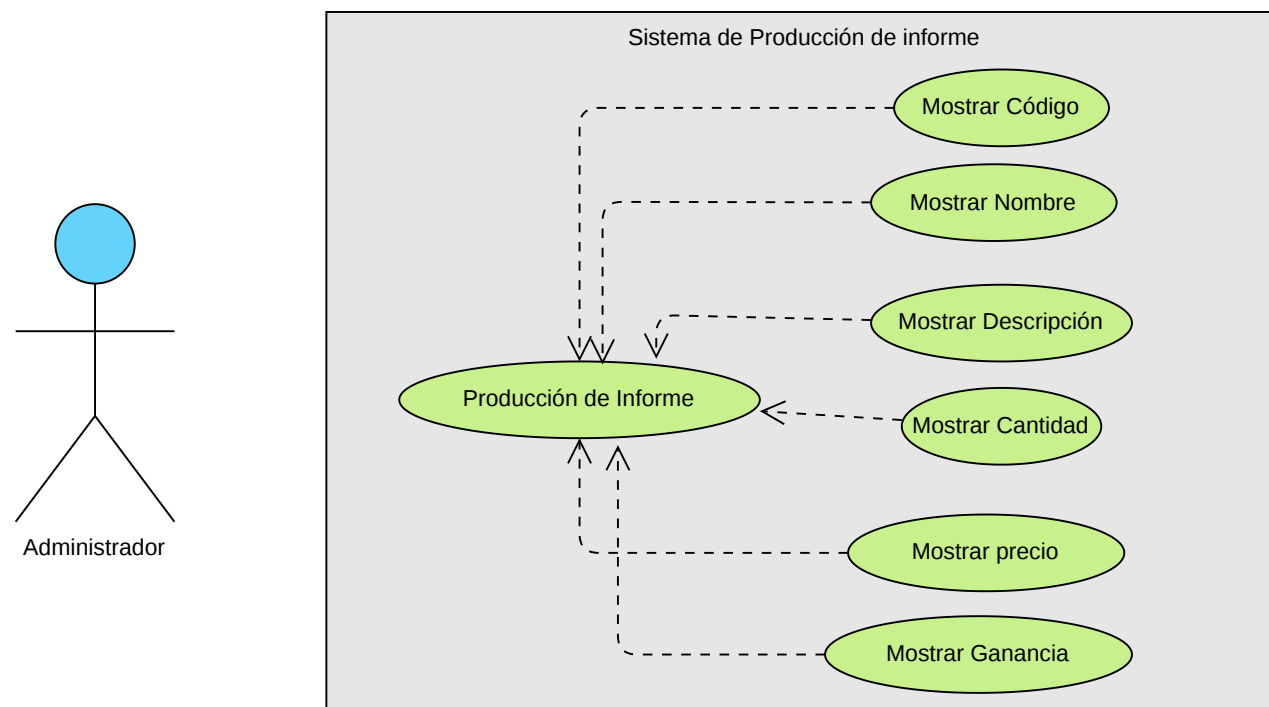 Sistema de Producción de informe
Mostrar Código
Mostrar Nombre
Mostrar Descripción
Producción de Informe
Mostrar Cantidad
Administrador
Mostrar precio
Mostrar Ganancia